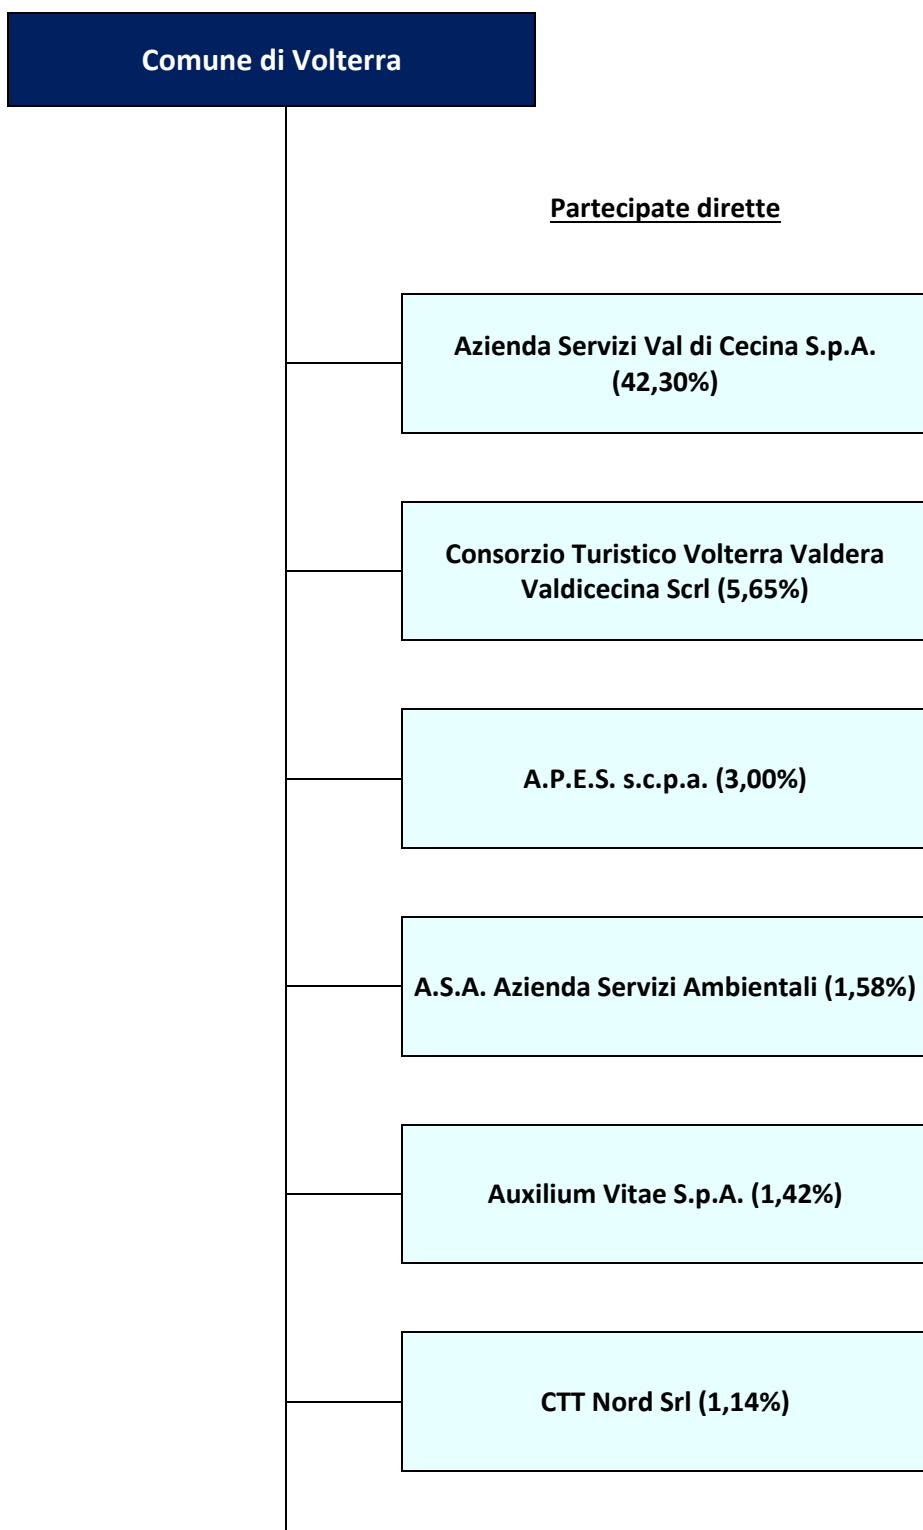 Comune di Volterra
Partecipate dirette
Azienda Servizi Val di Cecina S.p.A.
(42,30%)
Consorzio Turistico Volterra Valdera
Valdicecina Scrl (5,65%)
A.P.E.S. s.c.p.a. (3,00%)
A.S.A. Azienda Servizi Ambientali (1,58%)
Auxilium Vitae S.p.A. (1,42%)
CTT Nord Srl (1,14%)